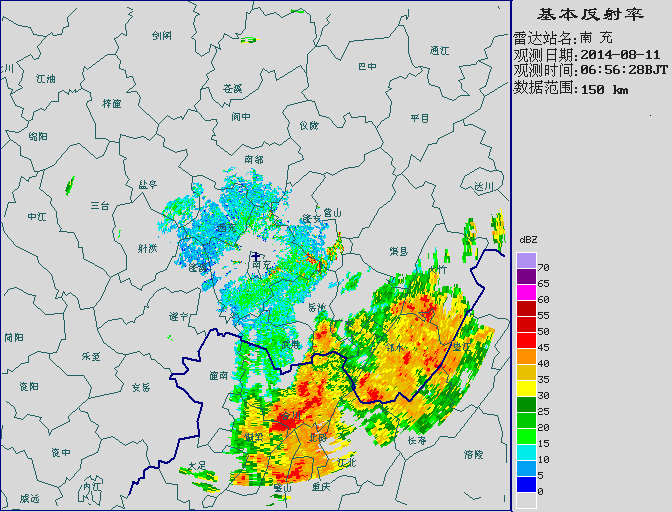 基本反射率
雷达站名:南 充
观测日期:2014-08-11
观测时间:06:56:28BJT
数据范围:150 km
剑阁
通江
川
江油
巴中
苍溪
梓潼
阆中
仪陇
平昌
绵阳
南部
达川
盐亭
三台
中江
蓬安
营山
西充
射洪
渠县
大竹
南充
蓬溪
岳池
遂宁
武胜
简阳
乐至
垫江
潼南
资阳
安岳
合川
铜梁
北碚
长寿
资中
大足
江北
涪陵
内江
璧山
重庆
威远
dBZ
70
65
60
55
50
45
40
35
30
25
20
15
10
5
0